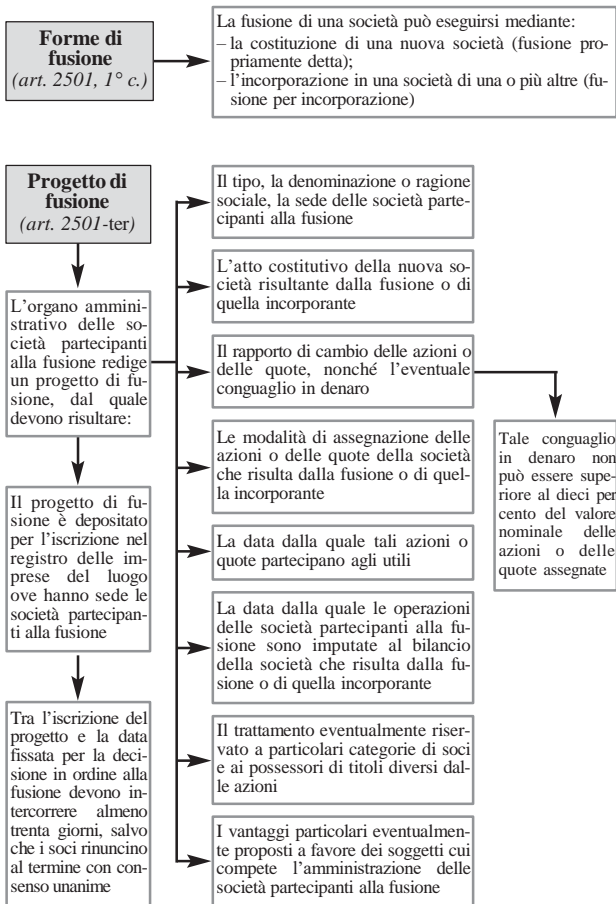 Forme di
fusione
(art. 2501, 1° c.)
La fusione di una società può eseguirsi mediante:
– la costituzione di una nuova società (fusione pro-
priamente detta);
– l’incorporazione in una società di una o più altre (fu-
sione per incorporazione)
Progetto di
fusione
(art. 2501-ter)
L’organo ammini-
strativo delle so-
cietà partecipanti
alla fusione redige
un progetto di fu-
sione, dal quale
devono risultare:
Il progetto di fu-
sione è depositato
per l’iscrizione nel
registro delle im-
prese del luogo
ove hanno sede le
società partecipan-
ti alla fusione
Tra l’iscrizione del
progetto e la data
fissata per la deci-
sione in ordine alla
fusione devono in-
tercorrere almeno
trenta giorni, salvo
che i soci rinuncino
al termine con con-
senso unanime
Il tipo, la denominazione o ragione
sociale, la sede delle società parte-
cipanti alla fusione
L’atto costitutivo della nuova so-
cietà risultante dalla fusione o di
quella incorporante
Il rapporto di cambio delle azioni o
delle quote, nonché l’eventuale
conguaglio in denaro
Tale conguaglio
in denaro non
può essere supe-
riore al dieci per
cento del valore
nominale delle
azioni o delle
quote assegnate
Le modalità di assegnazione delle
azioni o delle quote della società
che risulta dalla fusione o di quel-
la incorporante
La data dalla quale tali azioni o
quote partecipano agli utili
La data dalla quale le operazioni
delle società partecipanti alla fu-
sione sono imputate al bilancio
della società che risulta dalla fu-
sione o di quella incorporante
Il trattamento eventualmente riser-
vato a particolari categorie di soci
e ai possessori di titoli diversi dal-
le azioni
I vantaggi particolari eventualmen-
te proposti a favore dei soggetti cui
compete l’amministrazione delle
società partecipanti alla fusione